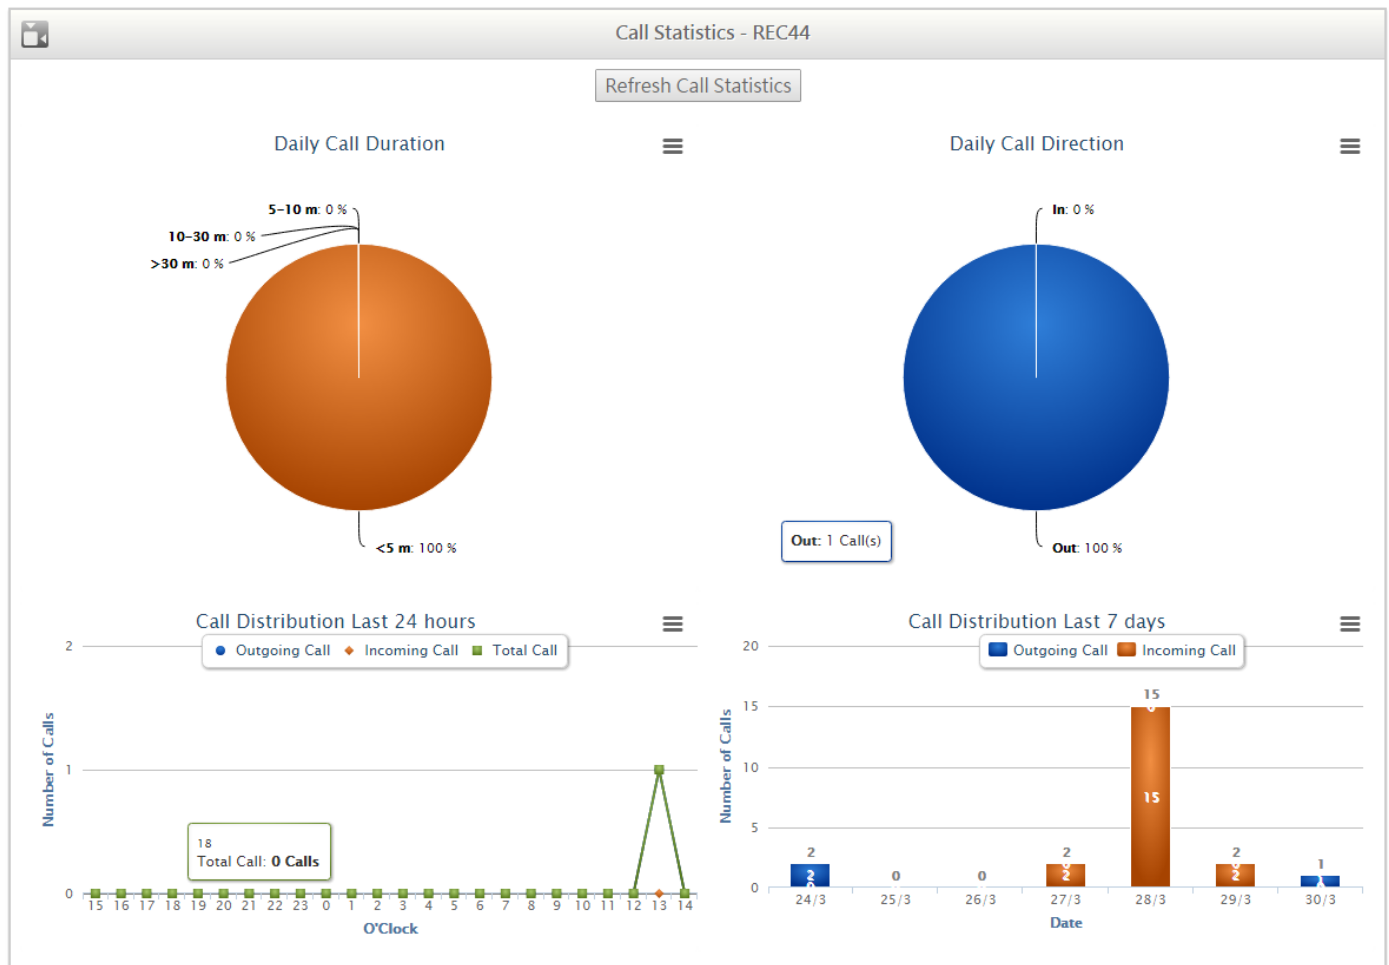 Call Statistics - REC44
Refresh Call Statistics
Daily Call Duration
5-10 m: 0 %
10-30 m: 0 %
>30 m: 0 %
<5 m: 100 %
Daily Call Direction
In: 0 %
Out: 1 Call(s)
Out: 100 %
Call Distribution Last 24 hours
Outgoing Call Incoming Call Total Call
Number of Calls
2
1
0
18
Total Call: 0 Calls
15 16 17 18 19 20 21 22 23 0 1 2 3 4 5 6 7 8 9 10 11 12 13 14
O'Clock
Call Distribution Last 7 days
Outgoing Call Incoming Call
Number of Calls
20
15
10
5
0
2
2
0
0
2
2
15
15
2
2
1
24/3 25/3 26/3 27/3 28/3 29/3 30/3
Date